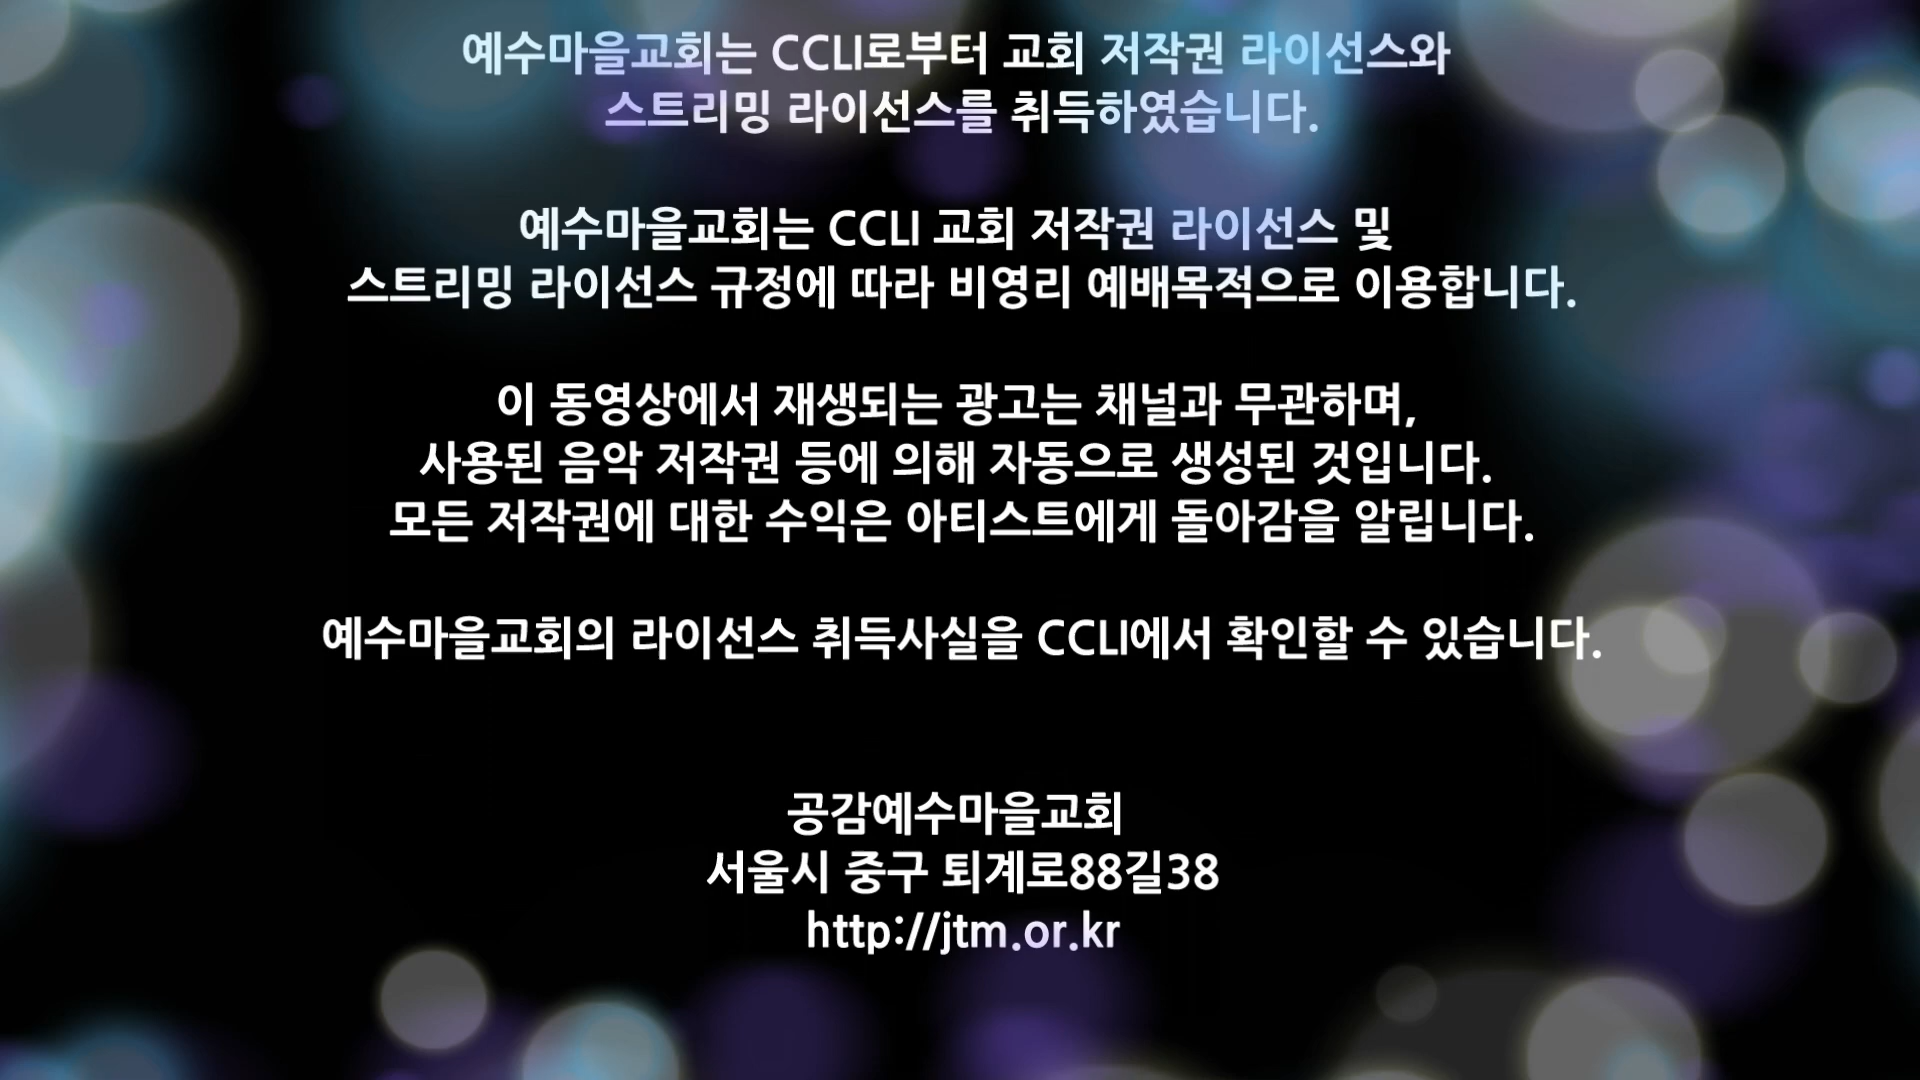 예수마을교회는 CCLI로부터 교회 저작권 라이선스와
스트리밍 라이선스를 취득하였습니다.
예수마을교회는 CCLI 교회 저작권 라이선스 및
스트리밍 라이선스 규정에 따라 비영리 예배목적으로 이용합니다.
이 동영상에서 재생되는 광고는 채널과 무관하며,
사용된 음악 저작권 등에 의해 자동으로 생성된 것입니다.
모든 저작권에 대한 수익은 아티스트에게 돌아감을 알립니다.
예수마을교회의 라이선스 취득사실을 CCLI에서 확인할 수 있습니다.
공감예수마을교회
서울시 중구 퇴계로88길38
http://jtm.or.kr